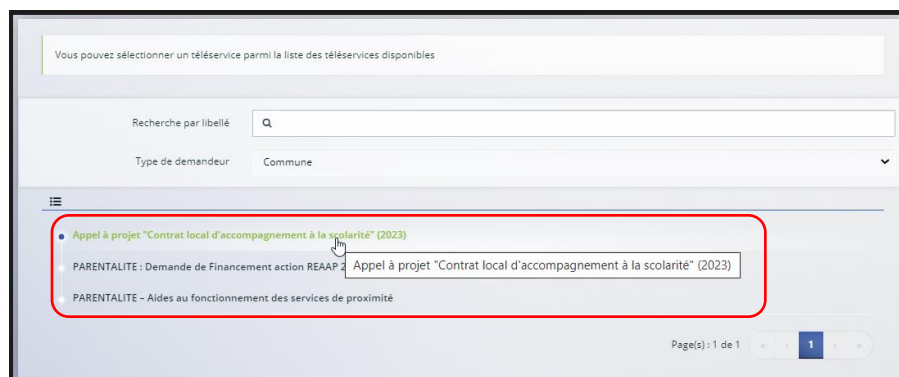 Vous pouvez sélectionner un téléservice parmi la liste des téléservices disponibles
Recherche par libellé
Type de demandeur Commune
Appel à projet "Contrat local d'accompagnement à la scolarité" (2023)
PARENTALITE : Demande de Financement action REAAP 2
Appel à projet "Contrat local d'accompagnement à la scolarité" (2023)
PARENTALITE – Aides au fonctionnement des services de proximité
Page(s) : 1 de 1 « ‹ 1 › »